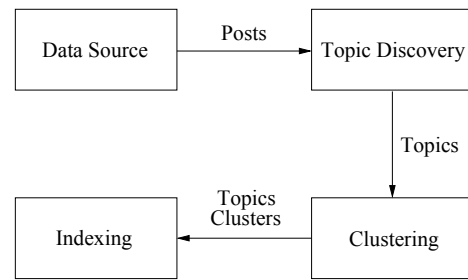 Data Source
Posts
Topic Discovery
Topics
Topics
Clusters
Indexing
Clustering